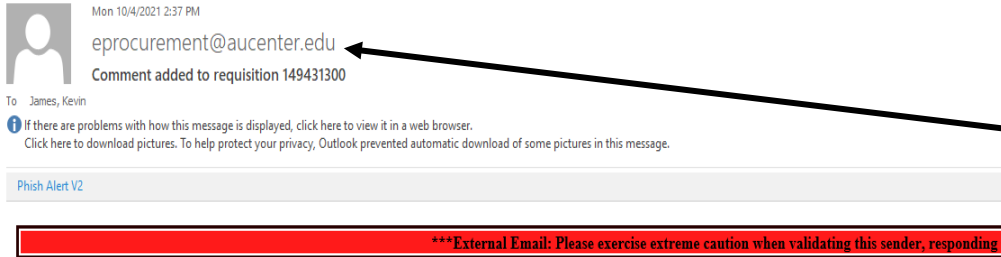 Mon 10/4/2021 2:37 PM
eprocurement@aucenter.edu
Comment added to requisition 149431300
To James, Kevin
If there are problems with how this message is displayed, click here to view it in a web browser.
Click here to download pictures. To help protect your privacy, Outlook prevented automatic download of some pictures in this message.
Phish Alert V2
***External Email: Please exercise extreme caution when validating this sender, responding